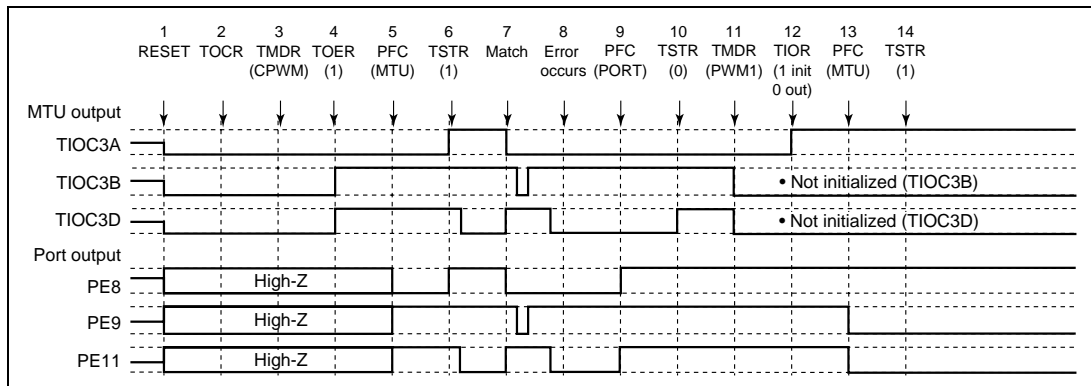 1 2 3 4 5 6 7 8 9 10 11 12 13 14
RESET TOCR TMDR TOER PFC TSTR Match Error PFC TSTR TMDR TIOR PFC TSTR
(CPWM) (1) (MTU) (1) occurs (PORT) (0) (PWM1) (1 init (MTU) (1)
0 out)
MTU output
TIOC3A
TIOC3B • Not initialized (TIOC3B)
TIOC3D • Not initialized (TIOC3D)
Port output
PE8 High-Z
PE9 High-Z
PE11 High-Z